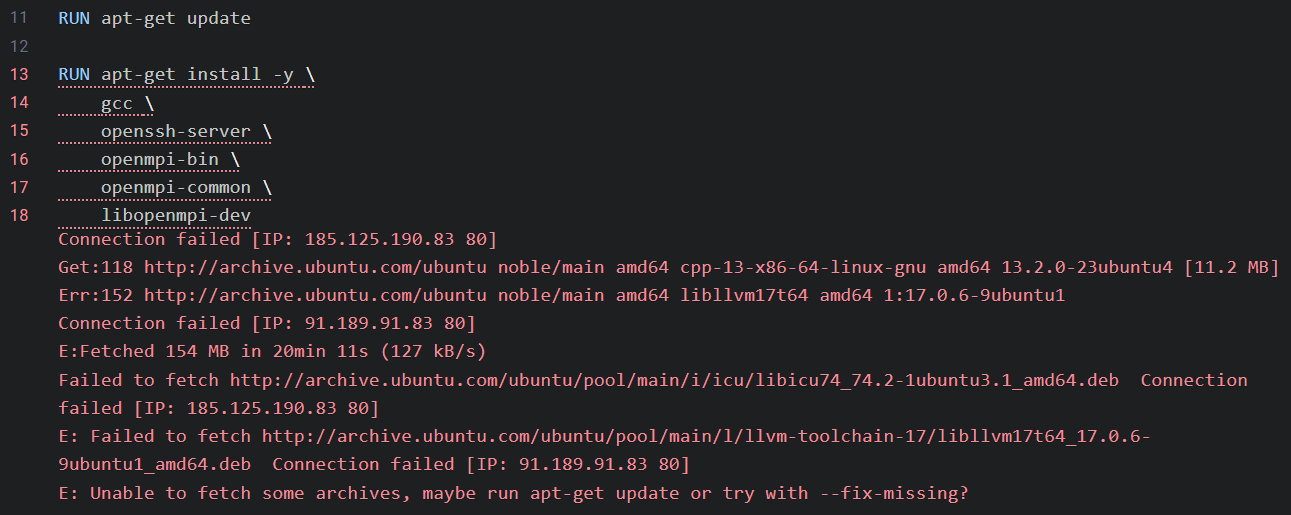 11 RUN apt-get update
12
13 RUN apt-get install -y \
14     gcc \
15     openssh-server \
16     openmpi-bin \
17     openmpi-common \
18     libopenmpi-dev
Connection failed [IP: 185.125.190.83 80]
Get:118 http://archive.ubuntu.com/ubuntu noble/main amd64 cpp-13-x86-64-linux-gnu amd64 13.2.0-23ubuntu4 [11.2 MB]
Err:152 http://archive.ubuntu.com/ubuntu noble/main amd64 libllvm17t64 amd64 1:17.0.6-9ubuntu1
Connection failed [IP: 91.189.91.83 80]
E:Fetched 154 MB in 20min 11s (127 kB/s)
Failed to fetch http://archive.ubuntu.com/ubuntu/pool/main/i/icu/libicu74_74.2-1ubuntu3.1_amd64.deb  Connection
failed [IP: 185.125.190.83 80]
E: Failed to fetch http://archive.ubuntu.com/ubuntu/pool/main/l/llvm-toolchain-17/libllvm17t64_17.0.6-
9ubuntu1_amd64.deb  Connection failed [IP: 91.189.91.83 80]
E: Unable to fetch some archives, maybe run apt-get update or try with --fix-missing?